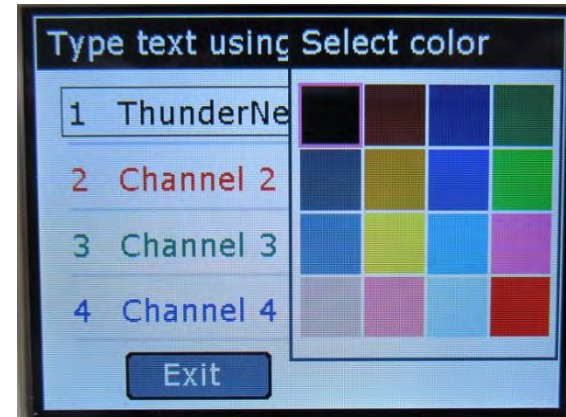 Type text using Select color
1 ThunderNe
2 Channel 2
3 Channel 3
4 Channel 4
Exit